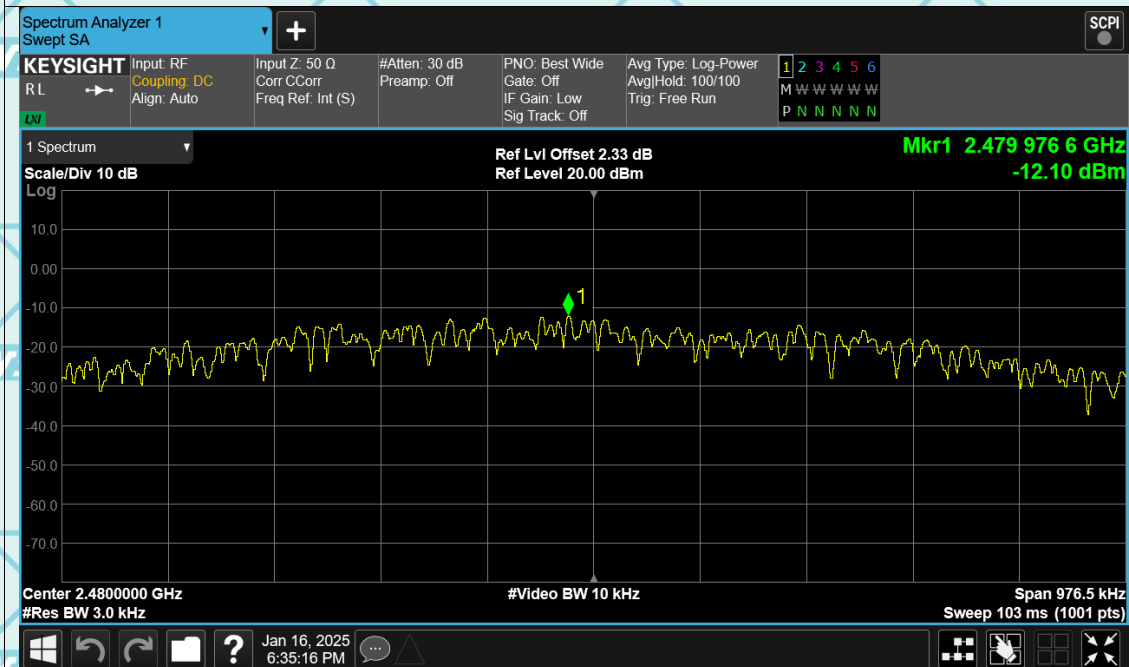 Spectrum Analyzer 1
Swept SA
+
SCPI
KEYSIGHT
RL
LXI
Input: RF
Coupling: DC
Align: Auto
Input Z: 50 Ω
Corr CCorr
Freq Ref: Int (S)
#Atten: 30 dB
Preamp: Off
PNO: Best Wide
Gate: Off
IF Gain: Low
Sig Track: Off
Avg Type: Log-Power
Avg|Hold: 100/100
Trig: Free Run
1 2 3 4 5 6
M W W W W W
P N N N N N
1 Spectrum
Scale/Div 10 dB
Log
Ref Lvl Offset 2.33 dB
Ref Level 20.00 dBm
Mkr1 2.479 976 6 GHz
-12.10 dBm
10.0
0.00
-10.0
-20.0
-30.0
-40.0
-50.0
-60.0
-70.0
1
Center 2.4800000 GHz
#Res BW 3.0 kHz
#Video BW 10 kHz
Span 976.5 kHz
Sweep 103 ms (1001 pts)
?
Jan 16, 2025
6:35:16 PM